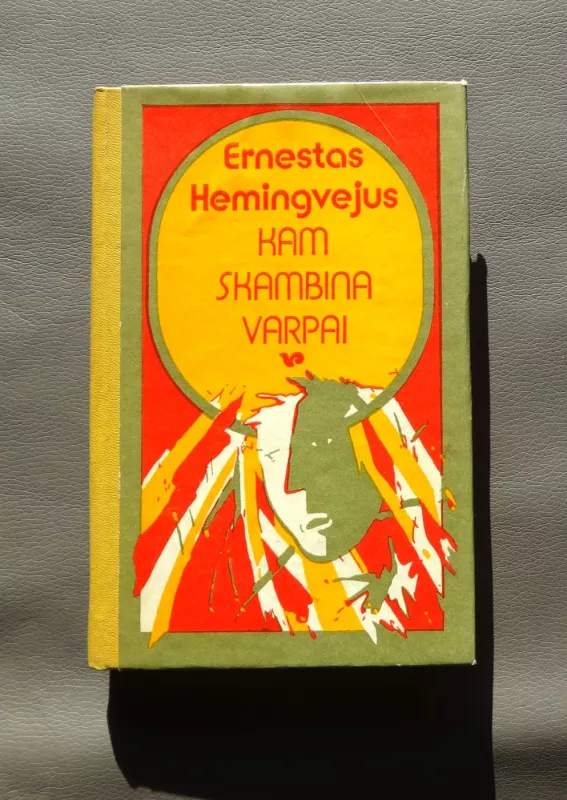 Ernestas
Hemingvejus
KAM
SKAMBINA
VARPAI